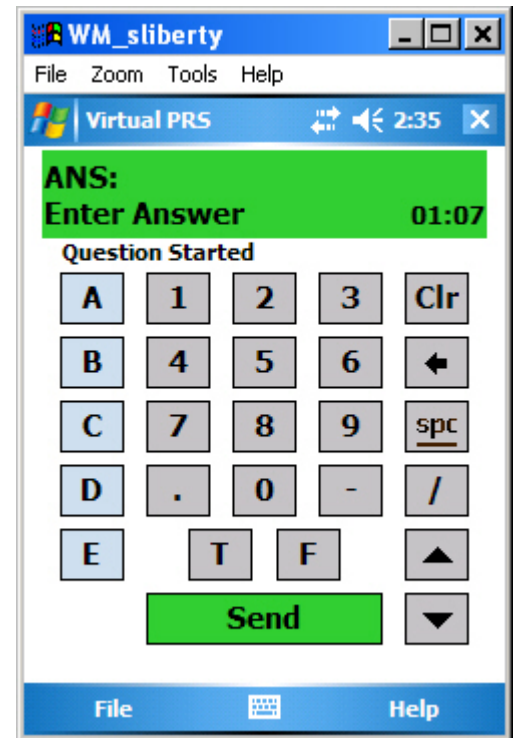 WM_sliberty
File Zoom Tools Help
Virtual PRS 2:35
ANS:
Enter Answer 01:07
Question Started
A 1 2 3 Clr
B 4 5 6
C 7 8 9 spc
D . 0 - /
E T F
Send
File Help